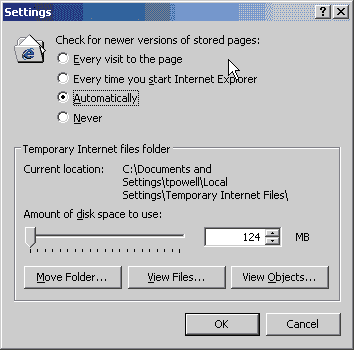 Settings
Check for newer versions of stored pages:
Every visit to the page
Every time you start Internet Explorer
Automatically
Never
Temporary Internet files folder
Current location: C:\Documents and
Settings\tpowell\Local
Settings\Temporary Internet Files\
Amount of disk space to use:
124 MB
Move Folder... View Files... View Objects...
OK Cancel